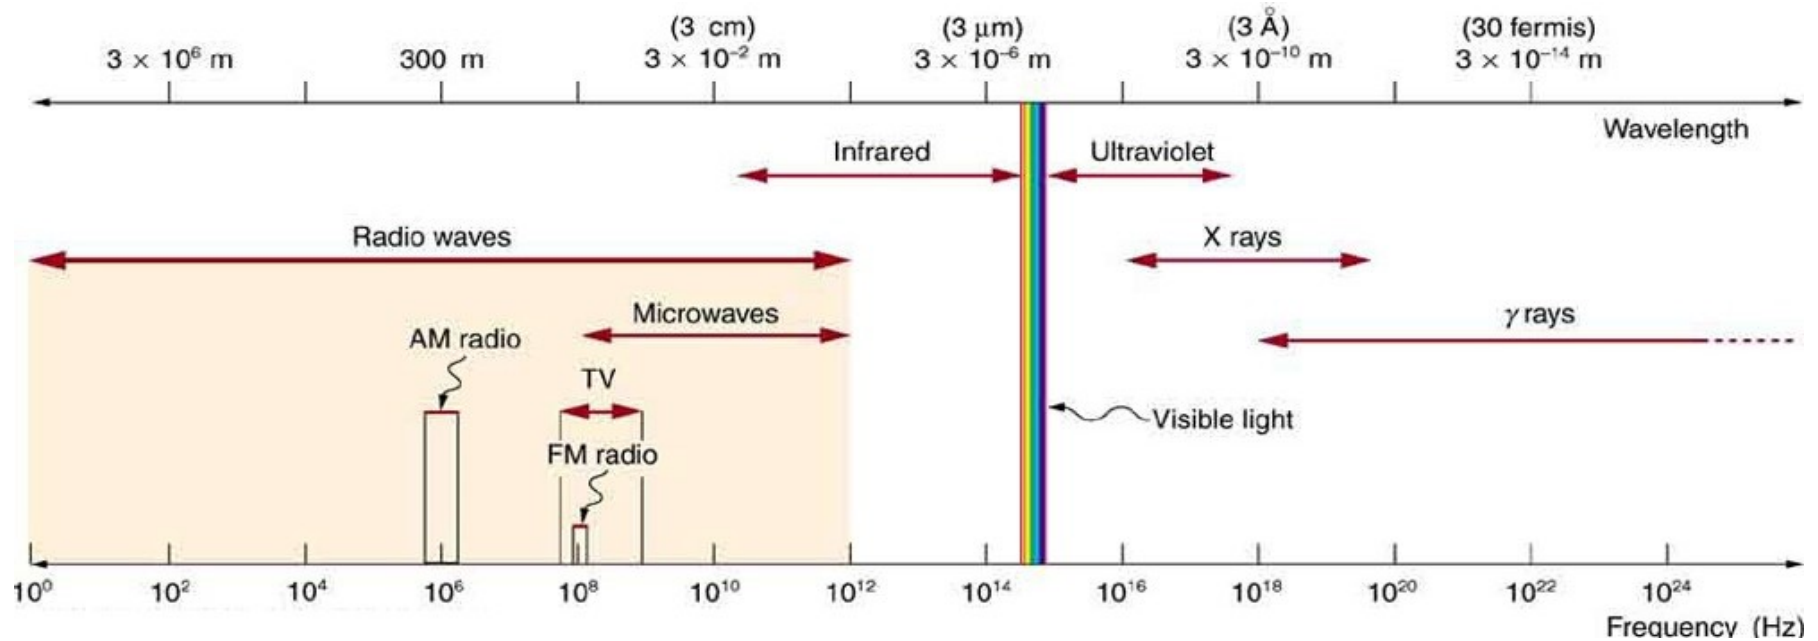 (3 cm) (3 μm) (3 Å) (30 fermis)
3 × 10⁶ m 300 m 3 × 10⁻² m 3 × 10⁻⁶ m 3 × 10⁻¹⁰ m 3 × 10⁻¹⁴ m
Wavelength
Infrared Ultraviolet
Radio waves X rays
Microwaves γ rays
AM radio
TV
Visible light
FM radio
10⁰ 10² 10⁴ 10⁶ 10⁸ 10¹⁰ 10¹² 10¹⁴ 10¹⁶ 10¹⁸ 10²⁰ 10²² 10²⁴
Frequency (Hz)